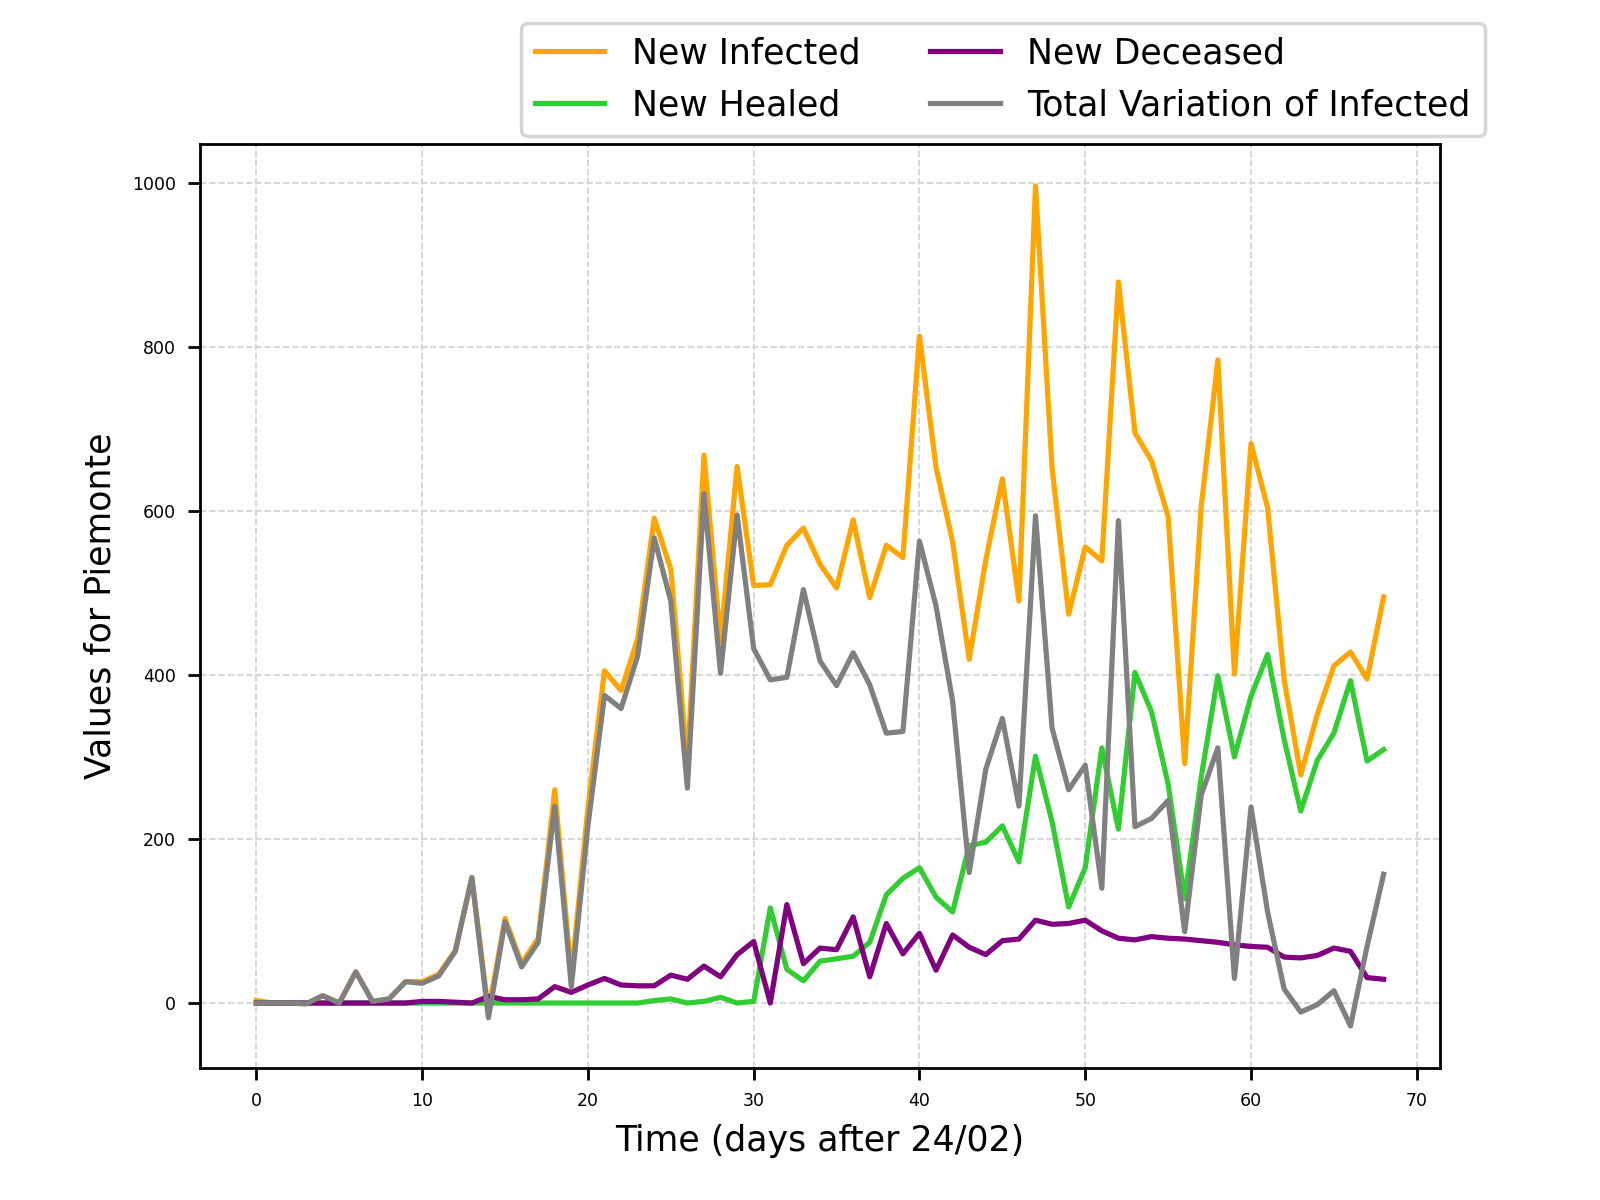 New Infected
New Healed
New Deceased
Total Variation of Infected
1000
800
600
400
200
0
Values for Piemonte
0 10 20 30 40 50 60 70
Time (days after 24/02)